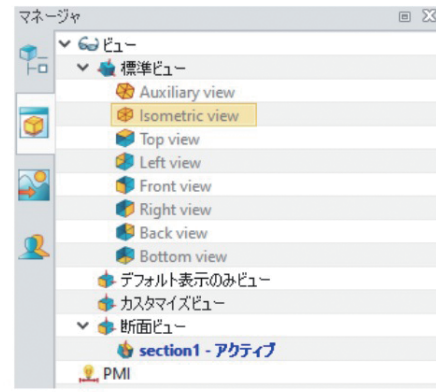 マネージャ
ビュー
標準ビュー
Auxiliary view
Isometric view
Top view
Left view
Front view
Right view
Back view
Bottom view
デフォルト表示のみビュー
カスタマイズビュー
断面ビュー
section1 - アクティブ
PMI